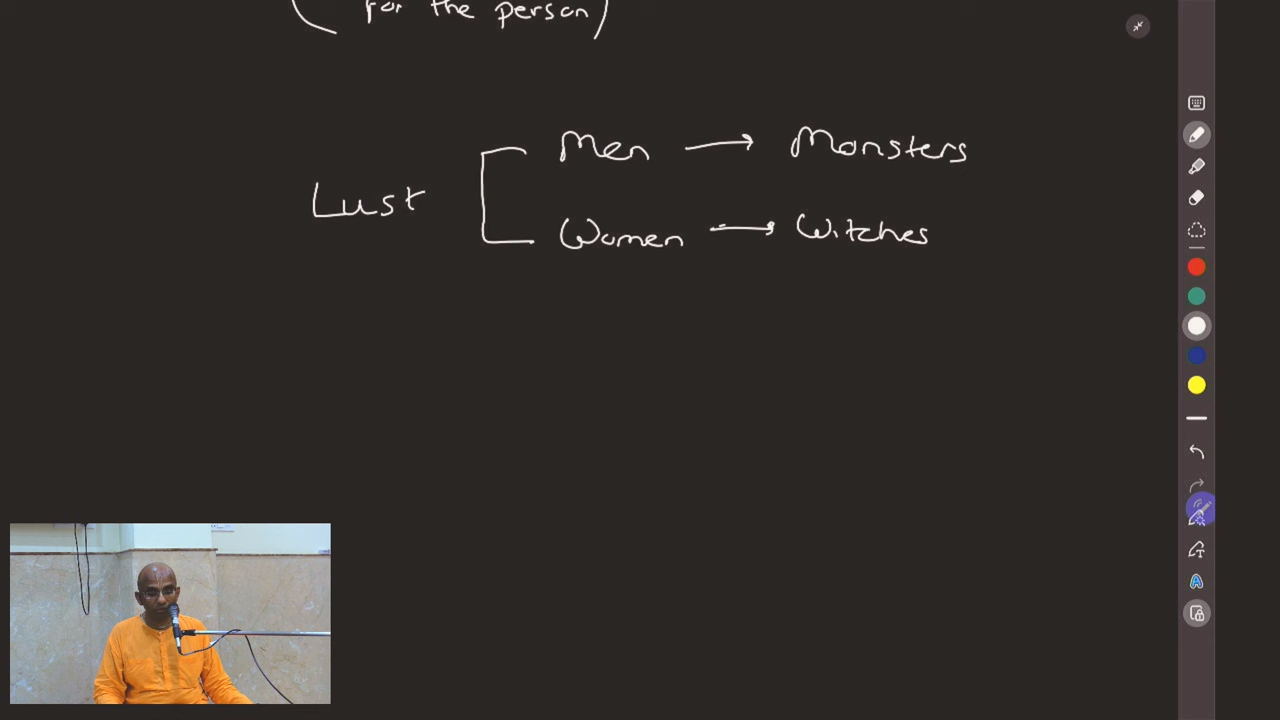 (for the person)
Men → Monsters
Lust
Women → Witches